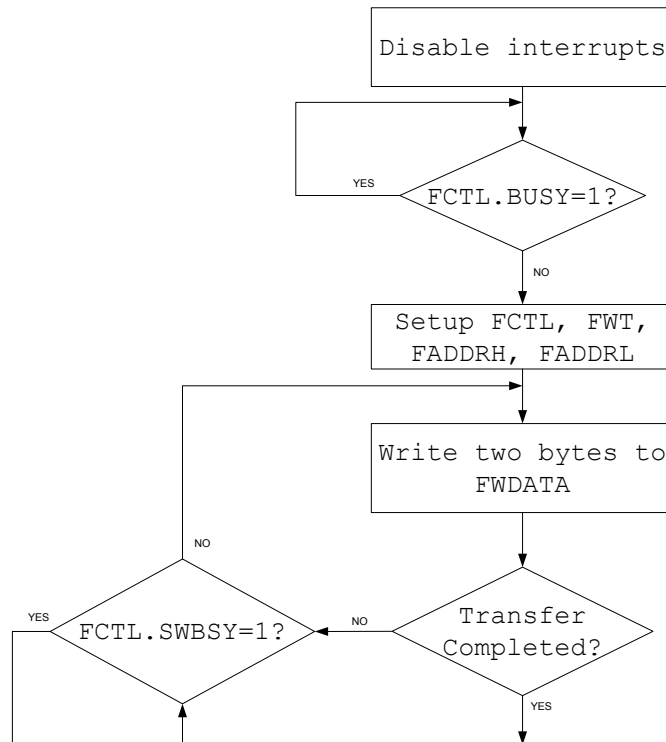 Disable interrupts
YES
FCTL.BUSY=1?
NO
Setup FCTL, FWT,
FADDRH, FADDRL
Write two bytes to
FWDATA
NO
YES
FCTL.SWBSY=1?
NO
Transfer
Completed?
YES